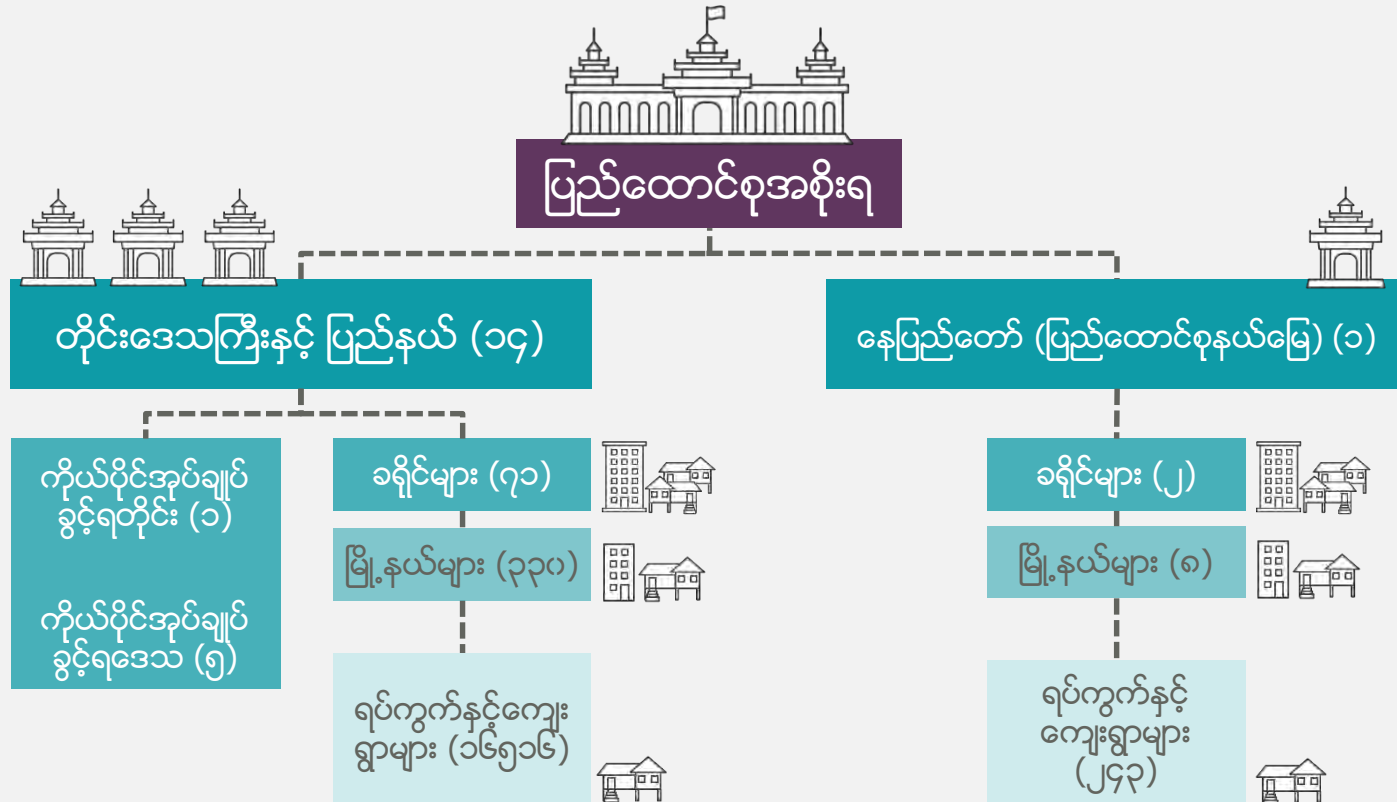 ပြည်ထောင်စုအစိုးရ
တိုင်းဒေသကြီးနှင့် ပြည်နယ် (၁၄)
နေပြည်တော် (ပြည်ထောင်စုနယ်မြေ) (၁)
ကိုယ်ပိုင်အုပ်ချုပ်
ခွင့်ရတိုင်း (၁)
ကိုယ်ပိုင်အုပ်ချုပ်
ခွင့်ရဒေသ (၅)
ခရိုင်များ (၇၁)
မြို့နယ်များ (၃၃၀)
ရပ်ကွက်နှင့်ကျေး
ရွာများ (၁၆၅၁၆)
ခရိုင်များ (၂)
မြို့နယ်များ (၈)
ရပ်ကွက်နှင့်
ကျေးရွာများ
(၂၄၃)